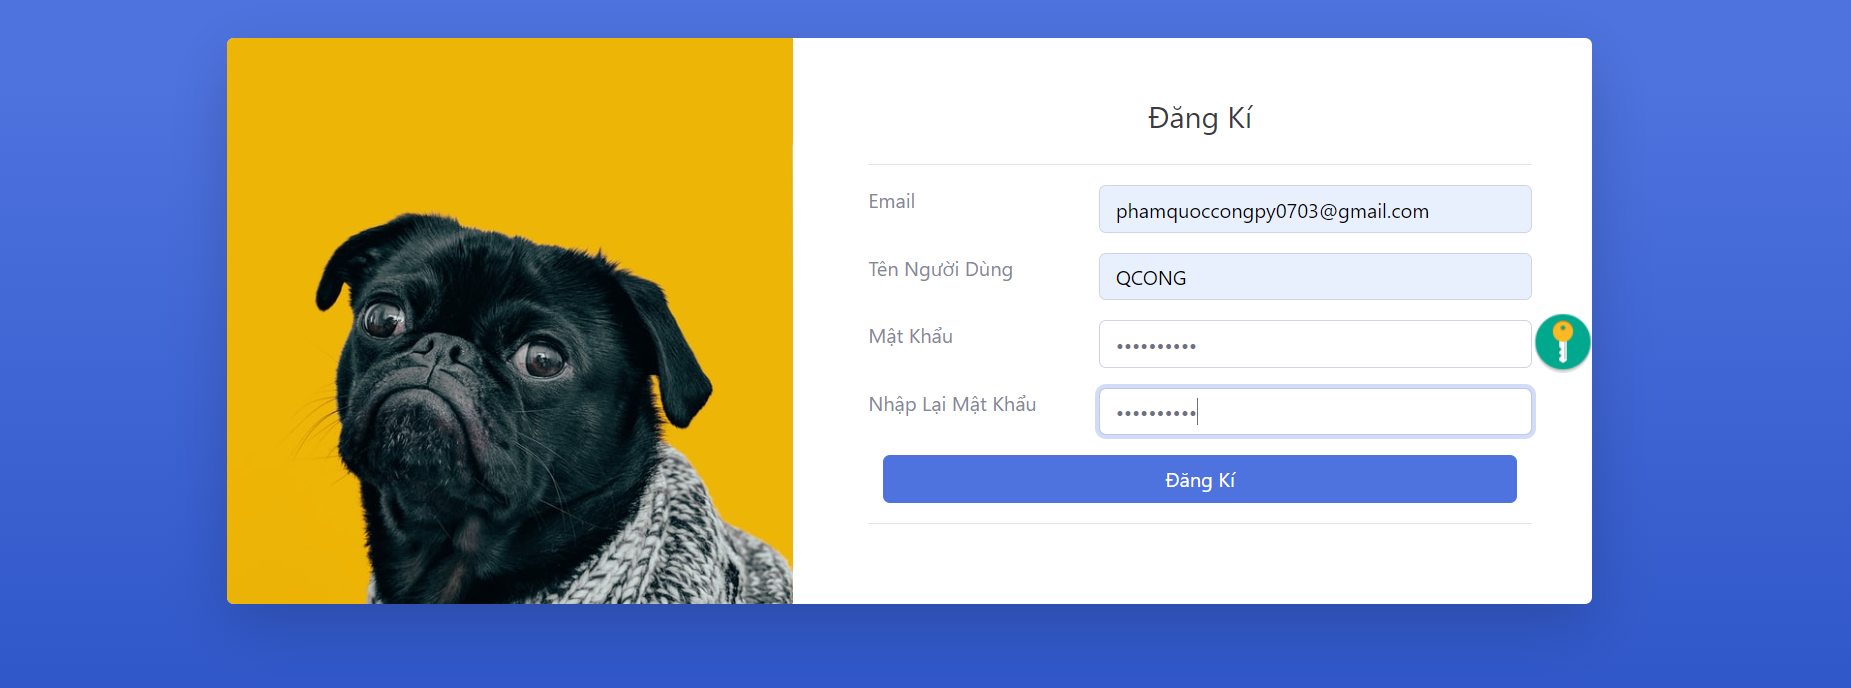 Đăng Kí
Email
phamquoccongpy0703@gmail.com
Tên Người Dùng
QCONG
Mật Khẩu
••••••••••
Nhập Lại Mật Khẩu
••••••••••
Đăng Kí